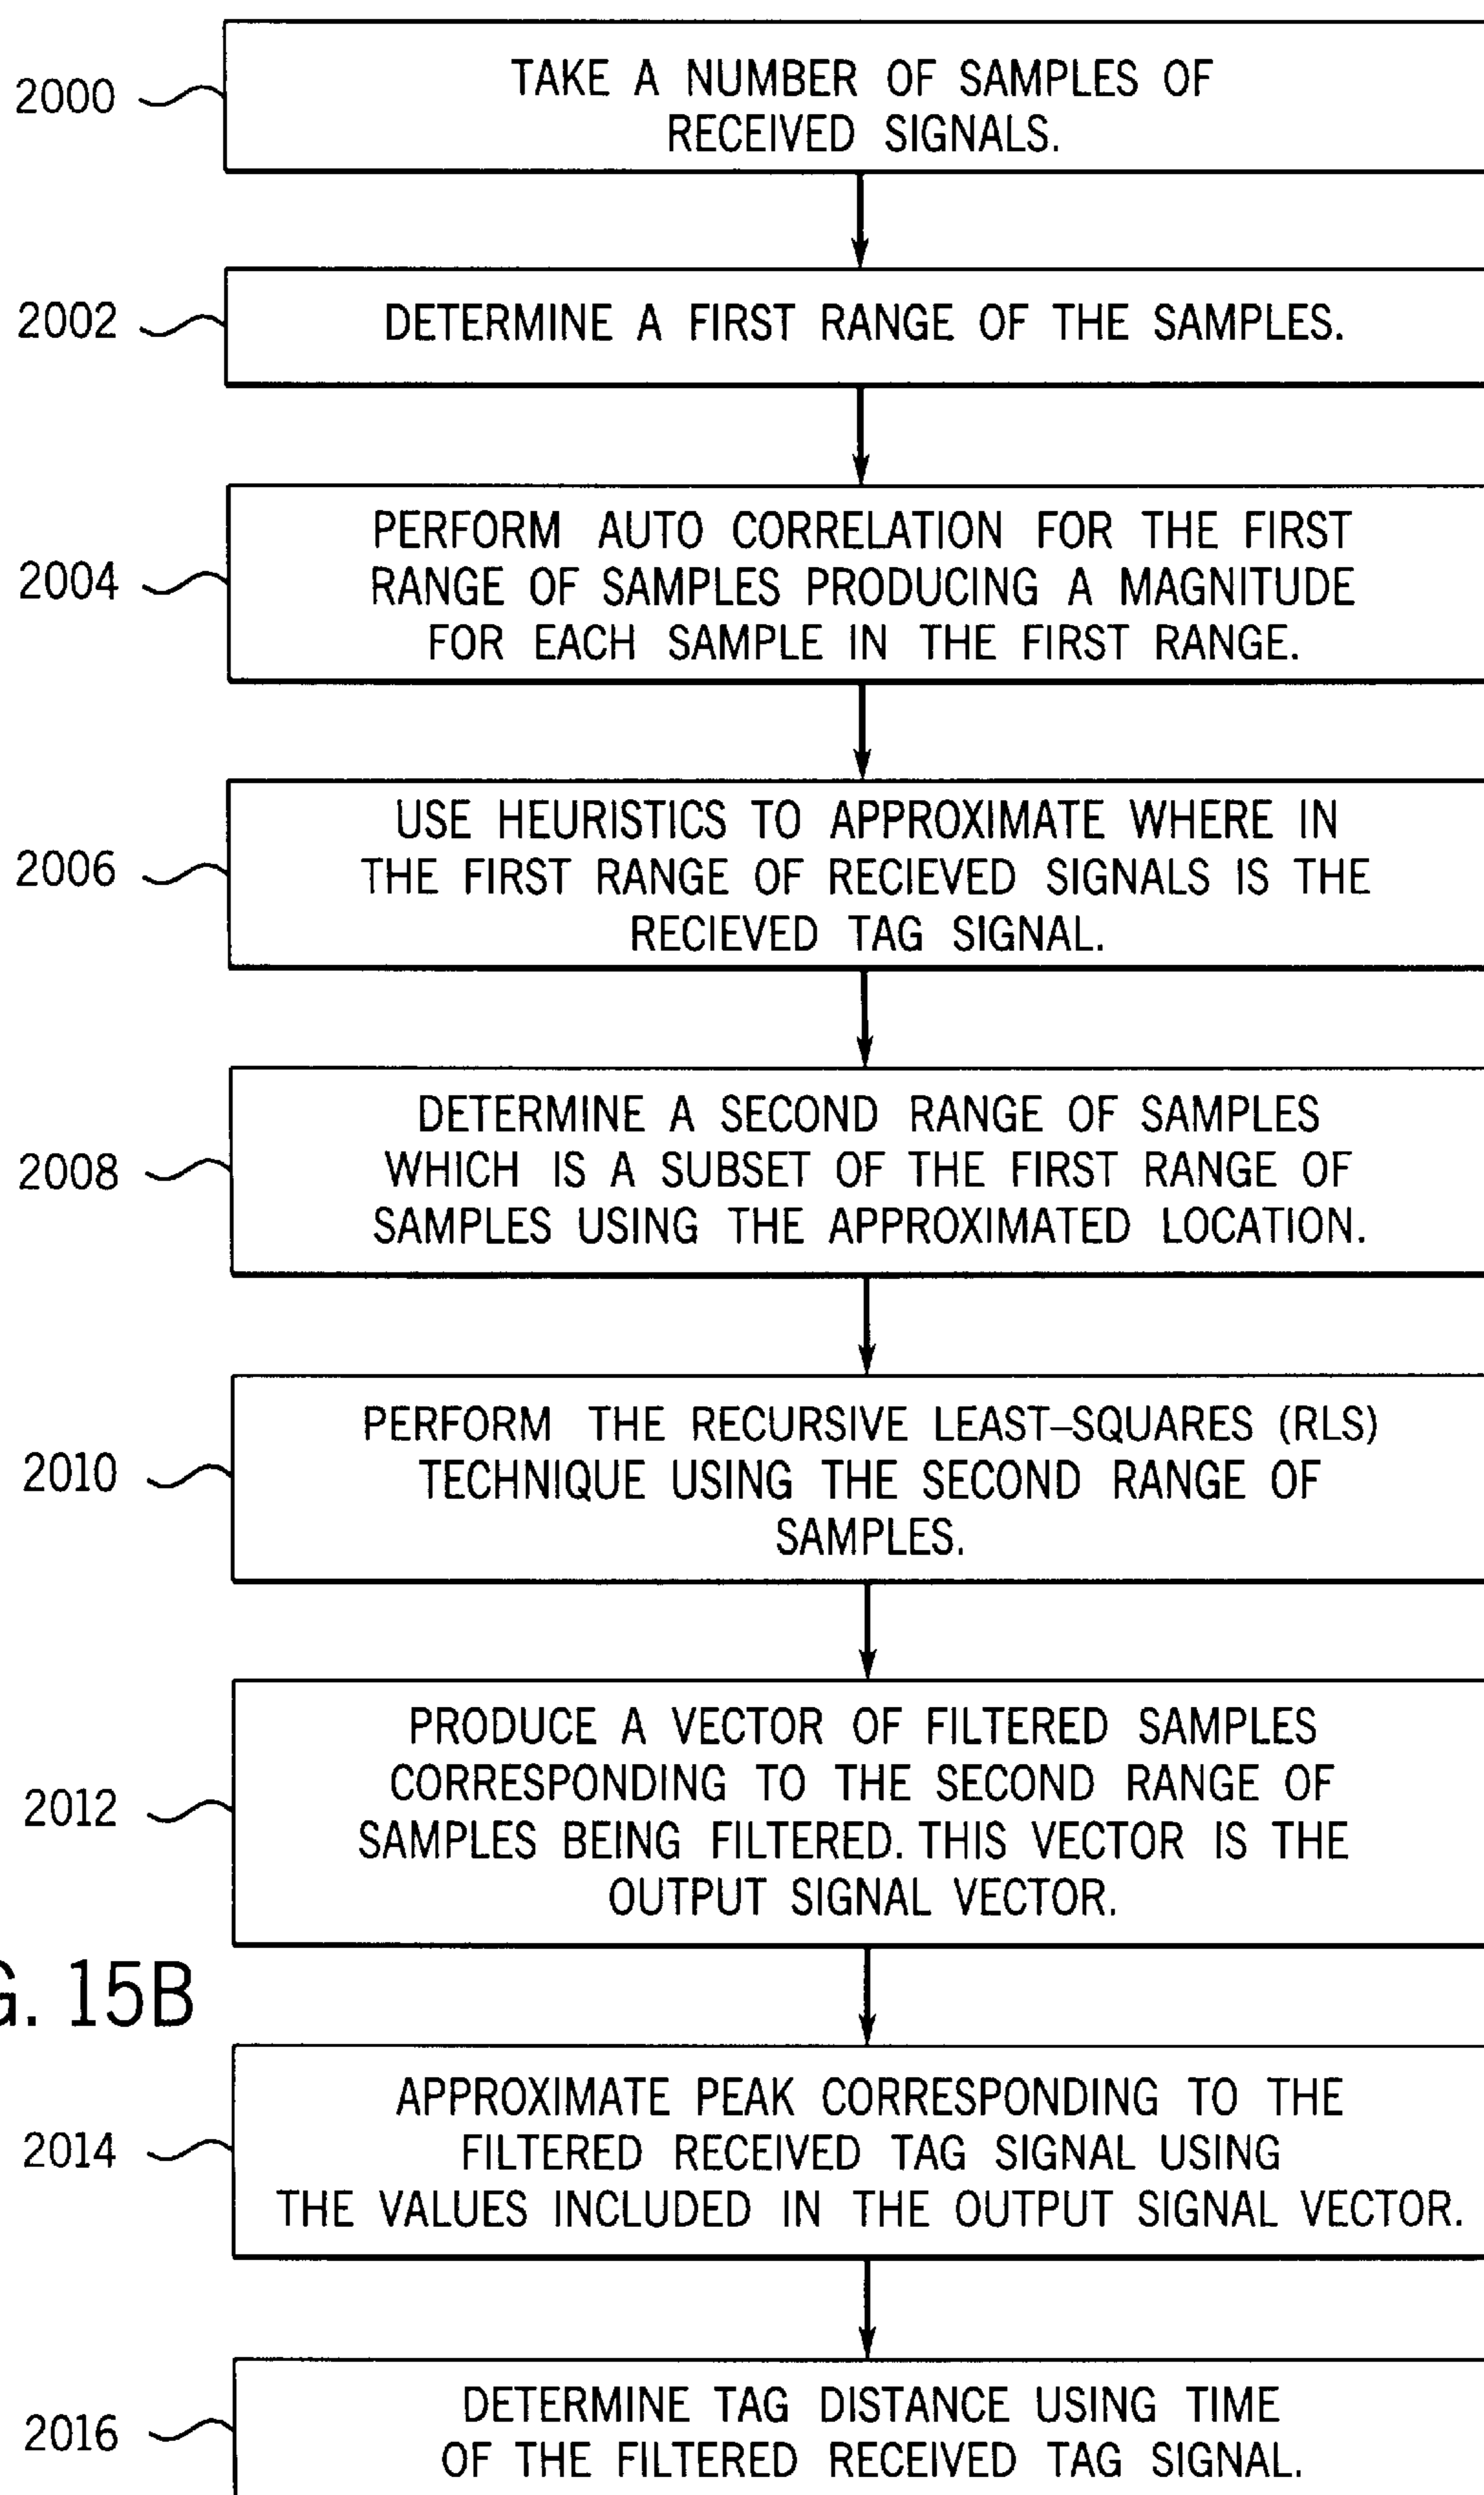 2000
TAKE A NUMBER OF SAMPLES OF
RECEIVED SIGNALS.
2002
DETERMINE A FIRST RANGE OF THE SAMPLES.
2004
PERFORM AUTO CORRELATION FOR THE FIRST
RANGE OF SAMPLES PRODUCING A MAGNITUDE
FOR EACH SAMPLE IN THE FIRST RANGE.
2006
USE HEURISTICS TO APPROXIMATE WHERE IN
THE FIRST RANGE OF RECIEVED SIGNALS IS THE
RECIEVED TAG SIGNAL.
2008
DETERMINE A SECOND RANGE OF SAMPLES
WHICH IS A SUBSET OF THE FIRST RANGE OF
SAMPLES USING THE APPROXIMATED LOCATION.
2010
PERFORM THE RECURSIVE LEAST-SQUARES (RLS)
TECHNIQUE USING THE SECOND RANGE OF
SAMPLES.
2012
PRODUCE A VECTOR OF FILTERED SAMPLES
CORRESPONDING TO THE SECOND RANGE OF
SAMPLES BEING FILTERED. THIS VECTOR IS THE
OUTPUT SIGNAL VECTOR.
G. 15B
2014
APPROXIMATE PEAK CORRESPONDING TO THE
FILTERED RECEIVED TAG SIGNAL USING
THE VALUES INCLUDED IN THE OUTPUT SIGNAL VECTOR.
2016
DETERMINE TAG DISTANCE USING TIME
OF THE FILTERED RECEIVED TAG SIGNAL.